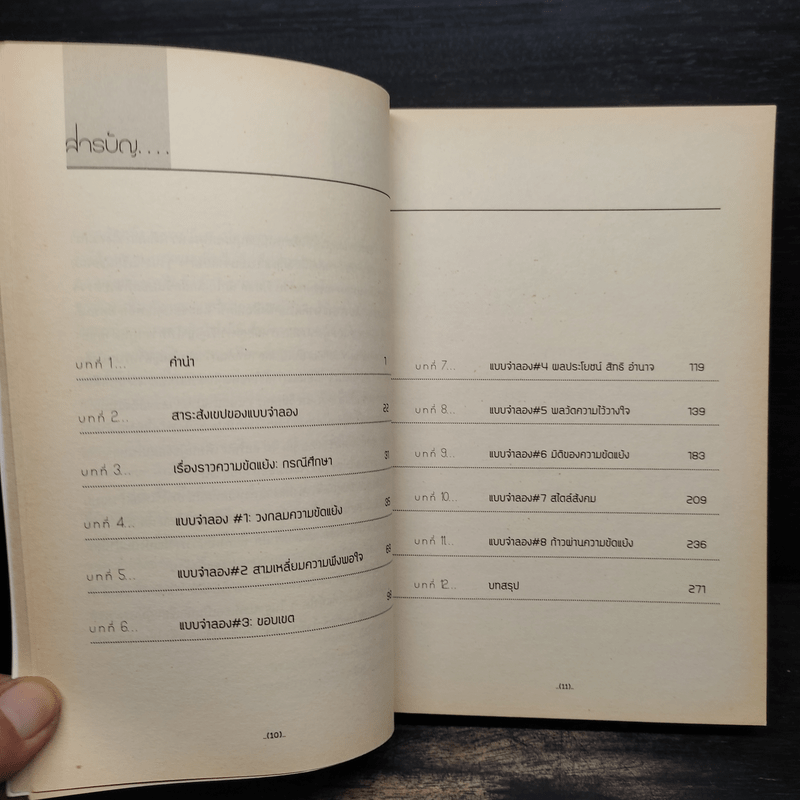 สารบัญ....
บทที่ 1... คำนำ 1
บทที่ 2... สาระสังเขปของแบบจำลอง 22
บทที่ 3... เรื่องราวความขัดแย้ง: กรณีศึกษา 31
บทที่ 4... แบบจำลอง #1: วงกลมความขัดแย้ง
บทที่ 5... แบบจำลอง#2 สามเหลี่ยมความพึงพอใจ
บทที่ 6... แบบจำลอง#3: ขอบเขต
..(10)..
บทที่ 7... แบบจำลอง#4 ผลประโยชน์ สิทธิ อำนาจ 119
บทที่ 8... แบบจำลอง#5 พลวัตความไว้วางใจ 139
บทที่ 9... แบบจำลอง#6 มิติของความขัดแย้ง 183
บทที่ 10... แบบจำลอง#7 สไตล์สังคม 209
บทที่ 11... แบบจำลอง#8 ก้าวผ่านความขัดแย้ง 236
บทที่ 12... บทสรุป 271
..(11)..